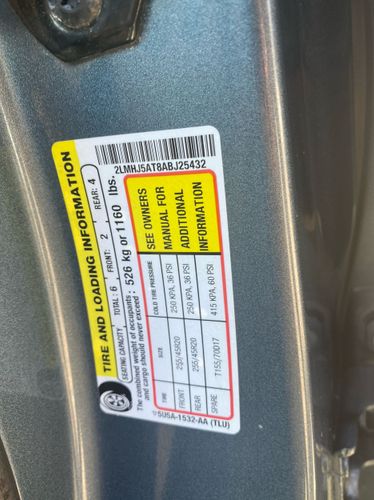 2LMHJ5AT8ABJ25432
TIRE AND LOADING INFORMATION
SEATING CAPACITY TOTAL: 6 FRONT: 2 REAR: 4
The combined weight of occupants : 526 kg or 1160 lbs.
and cargo should never exceed :
TIRE SIZE COLD TIRE PRESSURE
FRONT 255/45R20 250 KPA, 36 PSI
REAR 255/45R20 250 KPA, 36 PSI
SPARE T155/70D17 415 KPA, 60 PSI
SEE OWNERS
MANUAL FOR
ADDITIONAL
INFORMATION
5U5A-1532-AA (TLU)